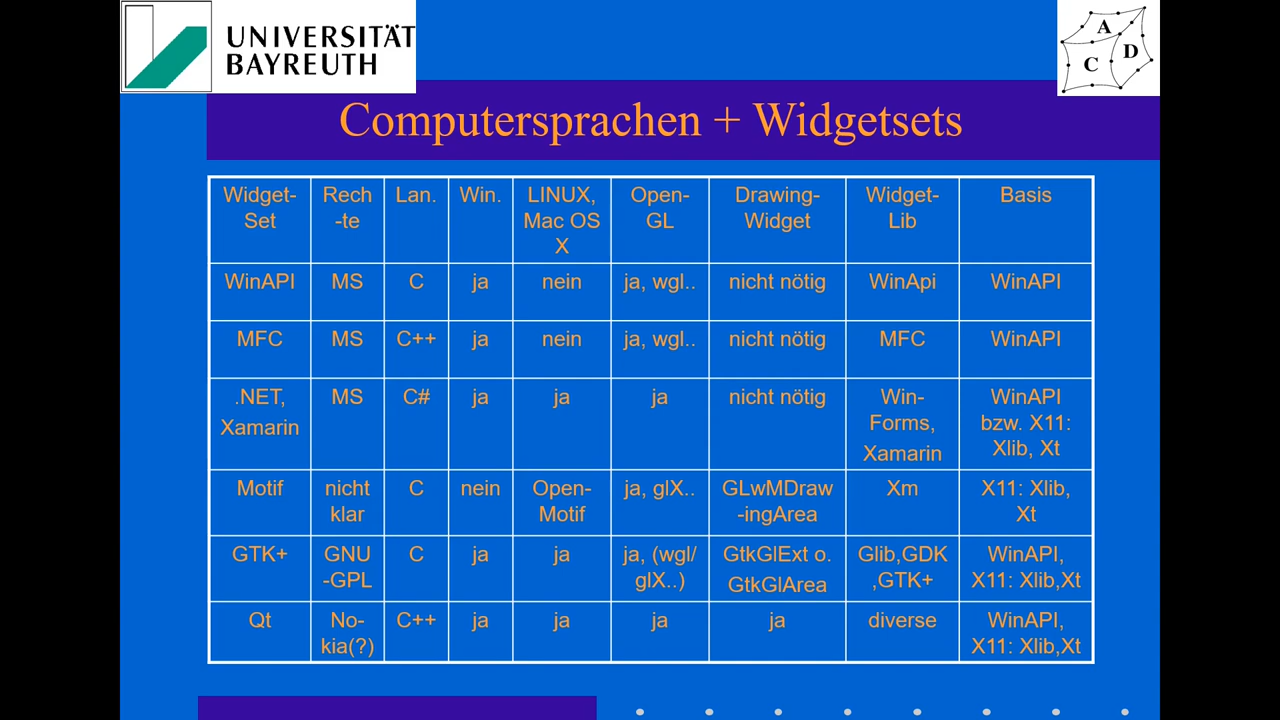 UNIVERSITÄT
BAYREUTH
A
D
C
Computersprachen + Widgetsets
Widget-
Set
Rech
-te
Lan.
Win.
LINUX,
Mac OS
X
Open-
GL
Drawing-
Widget
Widget-
Lib
Basis
WinAPI
MS
C
ja
nein
ja, wgl..
nicht nötig
WinApi
WinAPI
MFC
MS
C++
ja
nein
ja, wgl..
nicht nötig
MFC
WinAPI
.NET,
Xamarin
MS
C#
ja
ja
ja
nicht nötig
Win-
Forms,
Xamarin
WinAPI
bzw. X11:
Xlib, Xt
Motif
nicht
klar
C
nein
Open-
Motif
ja, glX..
GLwMDraw
-ingArea
Xm
X11: Xlib,
Xt
GTK+
GNU
-GPL
C
ja
ja
ja, (wgl/
glX..)
GtkGlExt o.
GtkGlArea
Glib,GDK
,GTK+
WinAPI,
X11: Xlib,Xt
Qt
No-
kia(?)
C++
ja
ja
ja
ja
diverse
WinAPI,
X11: Xlib,Xt